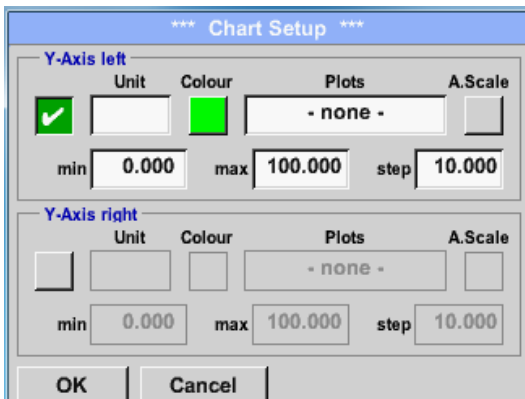 *** Chart Setup ***
Y-Axis left
Unit Colour Plots A.Scale
- none -
min 0.000 max 100.000 step 10.000
Y-Axis right
Unit Colour Plots A.Scale
- none -
min 0.000 max 100.000 step 10.000
OK Cancel